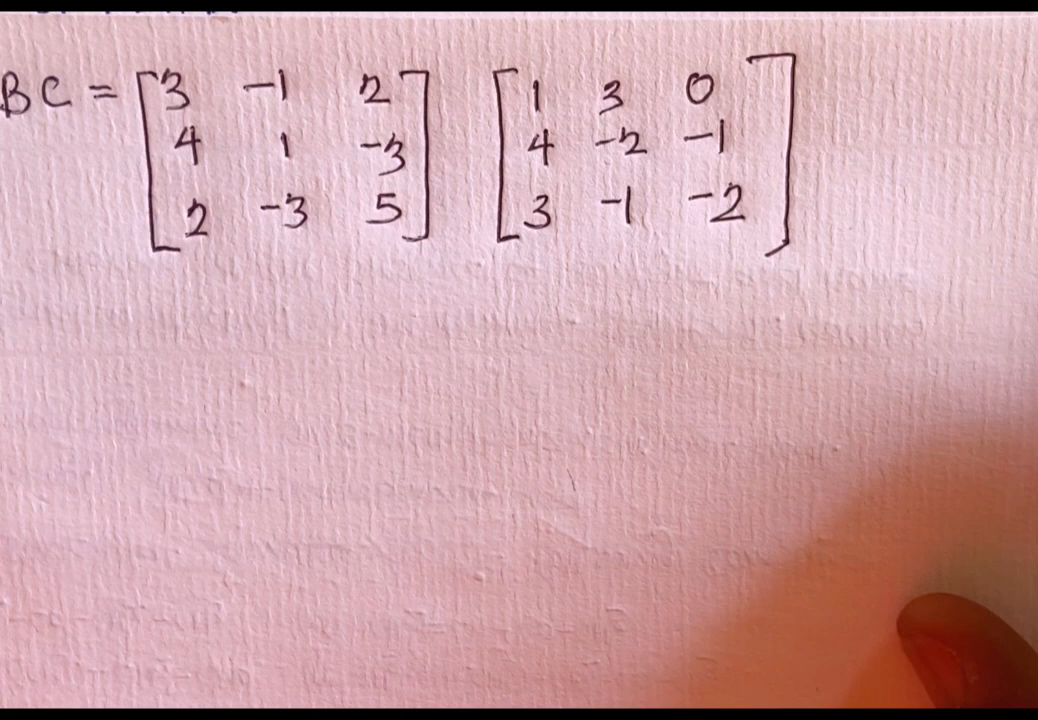 BC = [3 -1 2] [1 3 0]
[4 1 -3] [4 -2 -1]
[2 -3 5] [3 -1 -2]